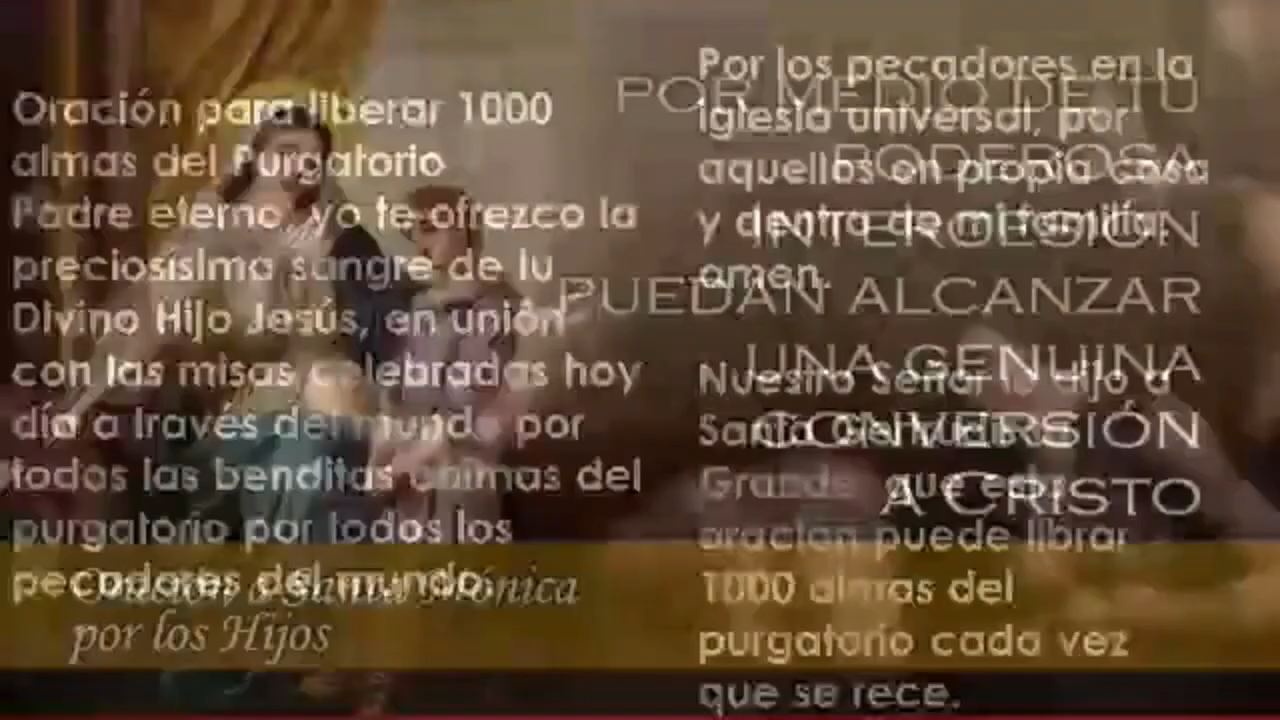 Oración para liberar 1000
almas del Purgatorio
Padre eterno, yo te ofrezco la
preciosísima sangre de tu
Divino Hijo Jesús, en unión
con las misas celebradas hoy
día a través del mundo por
todas las benditas animas del
purgatorio por todos los
pecadores del mundo.
Por los pecadores en la
iglesia universal, por
aquellos en propia casa
y dentro de mi familia.
amen.
Nuestro Señor le dijo a
Santa Gertrudis la
Grande que esta
oracion puede librar
1000 almas del
purgatorio cada vez
que se rece.
POR MEDIO DE TU
PODEROSA
INTERCESIÓN
PUEDAN ALCANZAR
UNA GENUINA
CONVERSIÓN
A CRISTO
Oración a Santa Mónica
por los Hijos